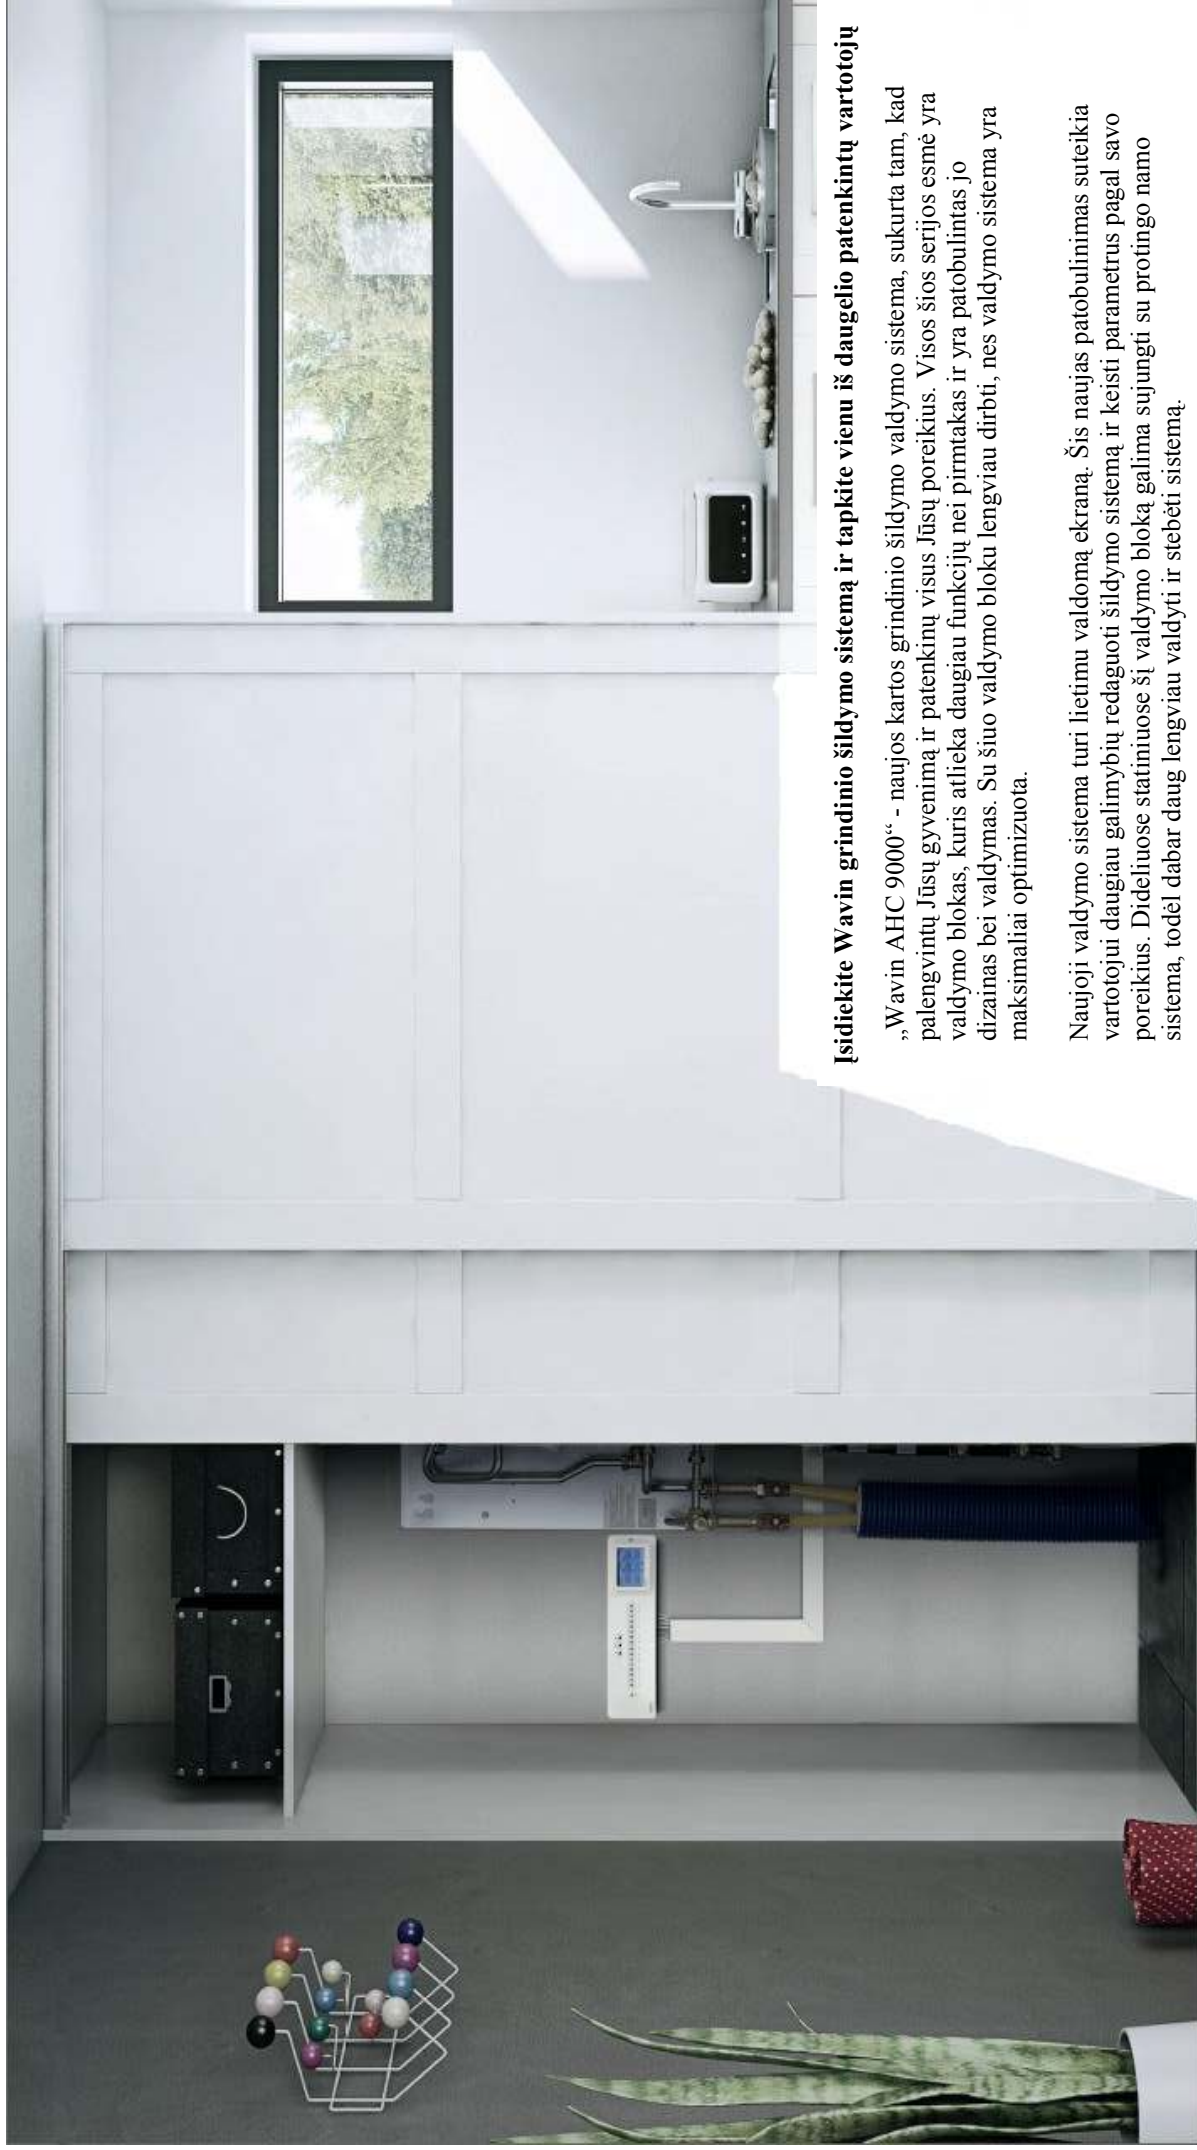 Įsidiekite Wavin grindinio šildymo sistemą ir tapkite vienu iš daugelio patenkintų vartotojų
„Wavin AHC 9000“ - naujos kartos grindinio šildymo valdymo sistema, sukurta tam, kad
palengvintų Jūsų gyvenimą ir patenkinų visus Jūsų poreikius. Visos šios serijos esmė yra
valdymo blokas, kuris atlieka daugiau funkcijų nei pirmtakas ir yra patobulintas jo
dizainas bei valdymas. Su šiuo valdymo bloku lengviau dirbti, nes valdymo sistema yra
maksimaliai optimizuota.
Naujoji valdymo sistema turi lietimu valdomą ekraną. Šis naujas patobulinimas suteikia
vartotojui daugiau galimybių redaguoti šildymo sistemą ir keisti parametrus pagal savo
poreikius. Dideliuose statiniuose šį valdymo bloką galima sujungti su protingo namo
sistema, todėl dabar daug lengviau valdyti ir stebėti sistemą.